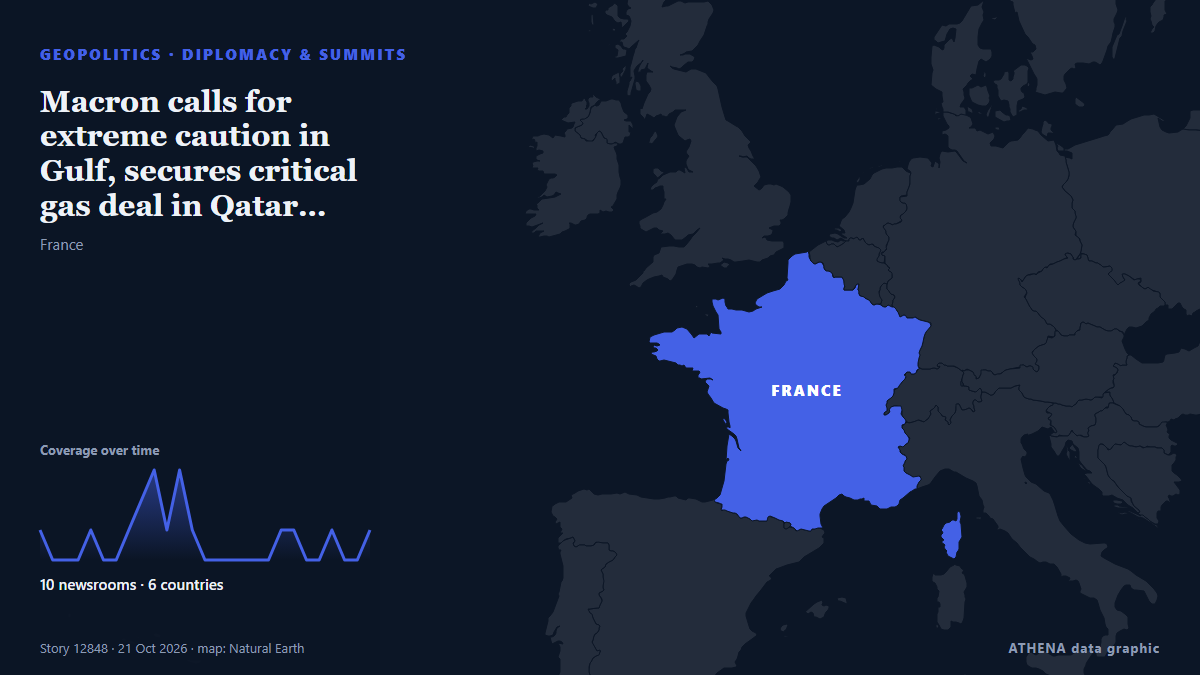 GEOPOLITICS · DIPLOMACY & SUMMITS
Macron calls for
extreme caution in
Gulf, secures critical
gas deal in Qatar...
France
FRANCE
Coverage over time
10 newsrooms · 6 countries
Story 12848 · 21 Oct 2026 · map: Natural Earth
ATHENA data graphic